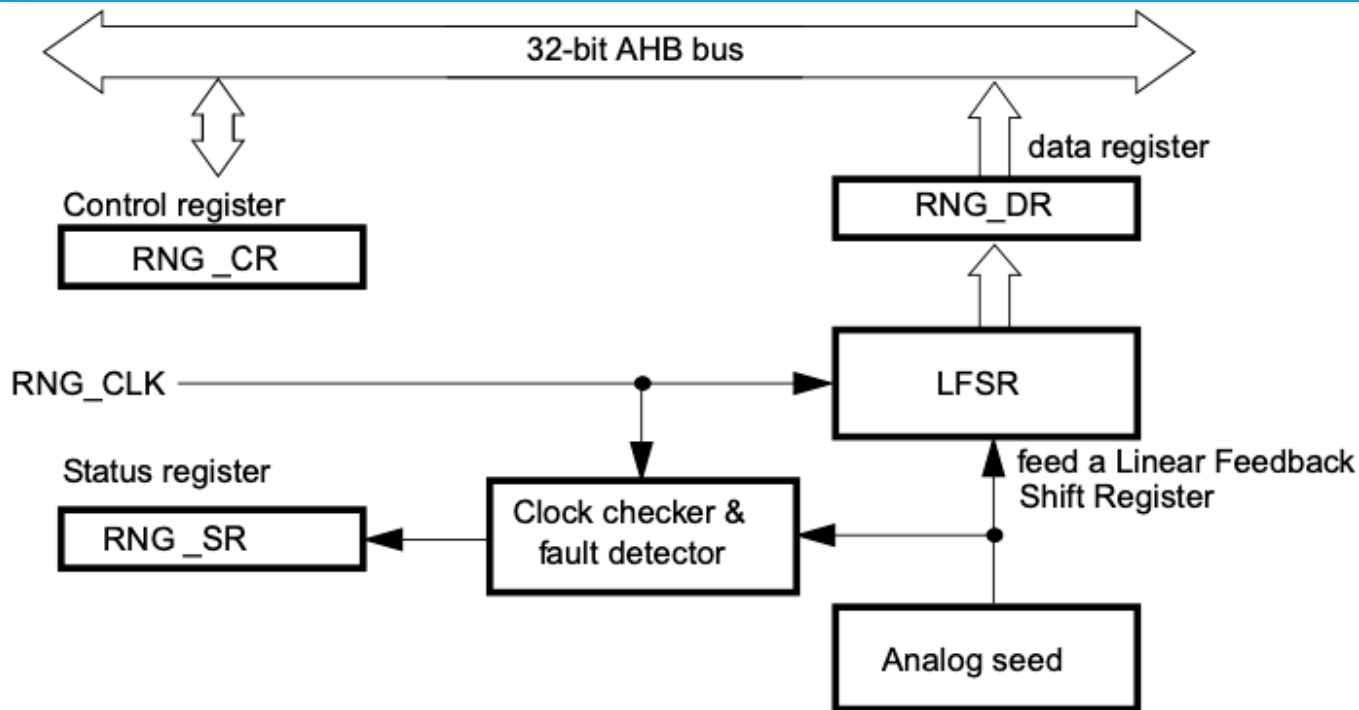 32-bit AHB bus
data register
Control register
RNG_DR
RNG _CR
RNG_CLK
LFSR
feed a Linear Feedback
Shift Register
Status register
Clock checker &
fault detector
RNG _SR
Analog seed